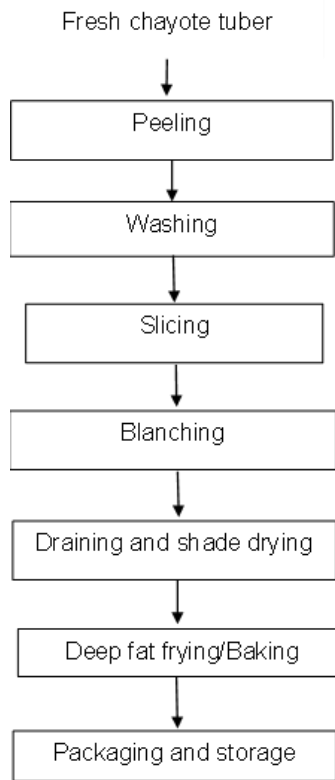 Fresh chayote tuber
Peeling
Washing
Slicing
Blanching
Draining and shade drying
Deep fat frying/Baking
Packaging and storage